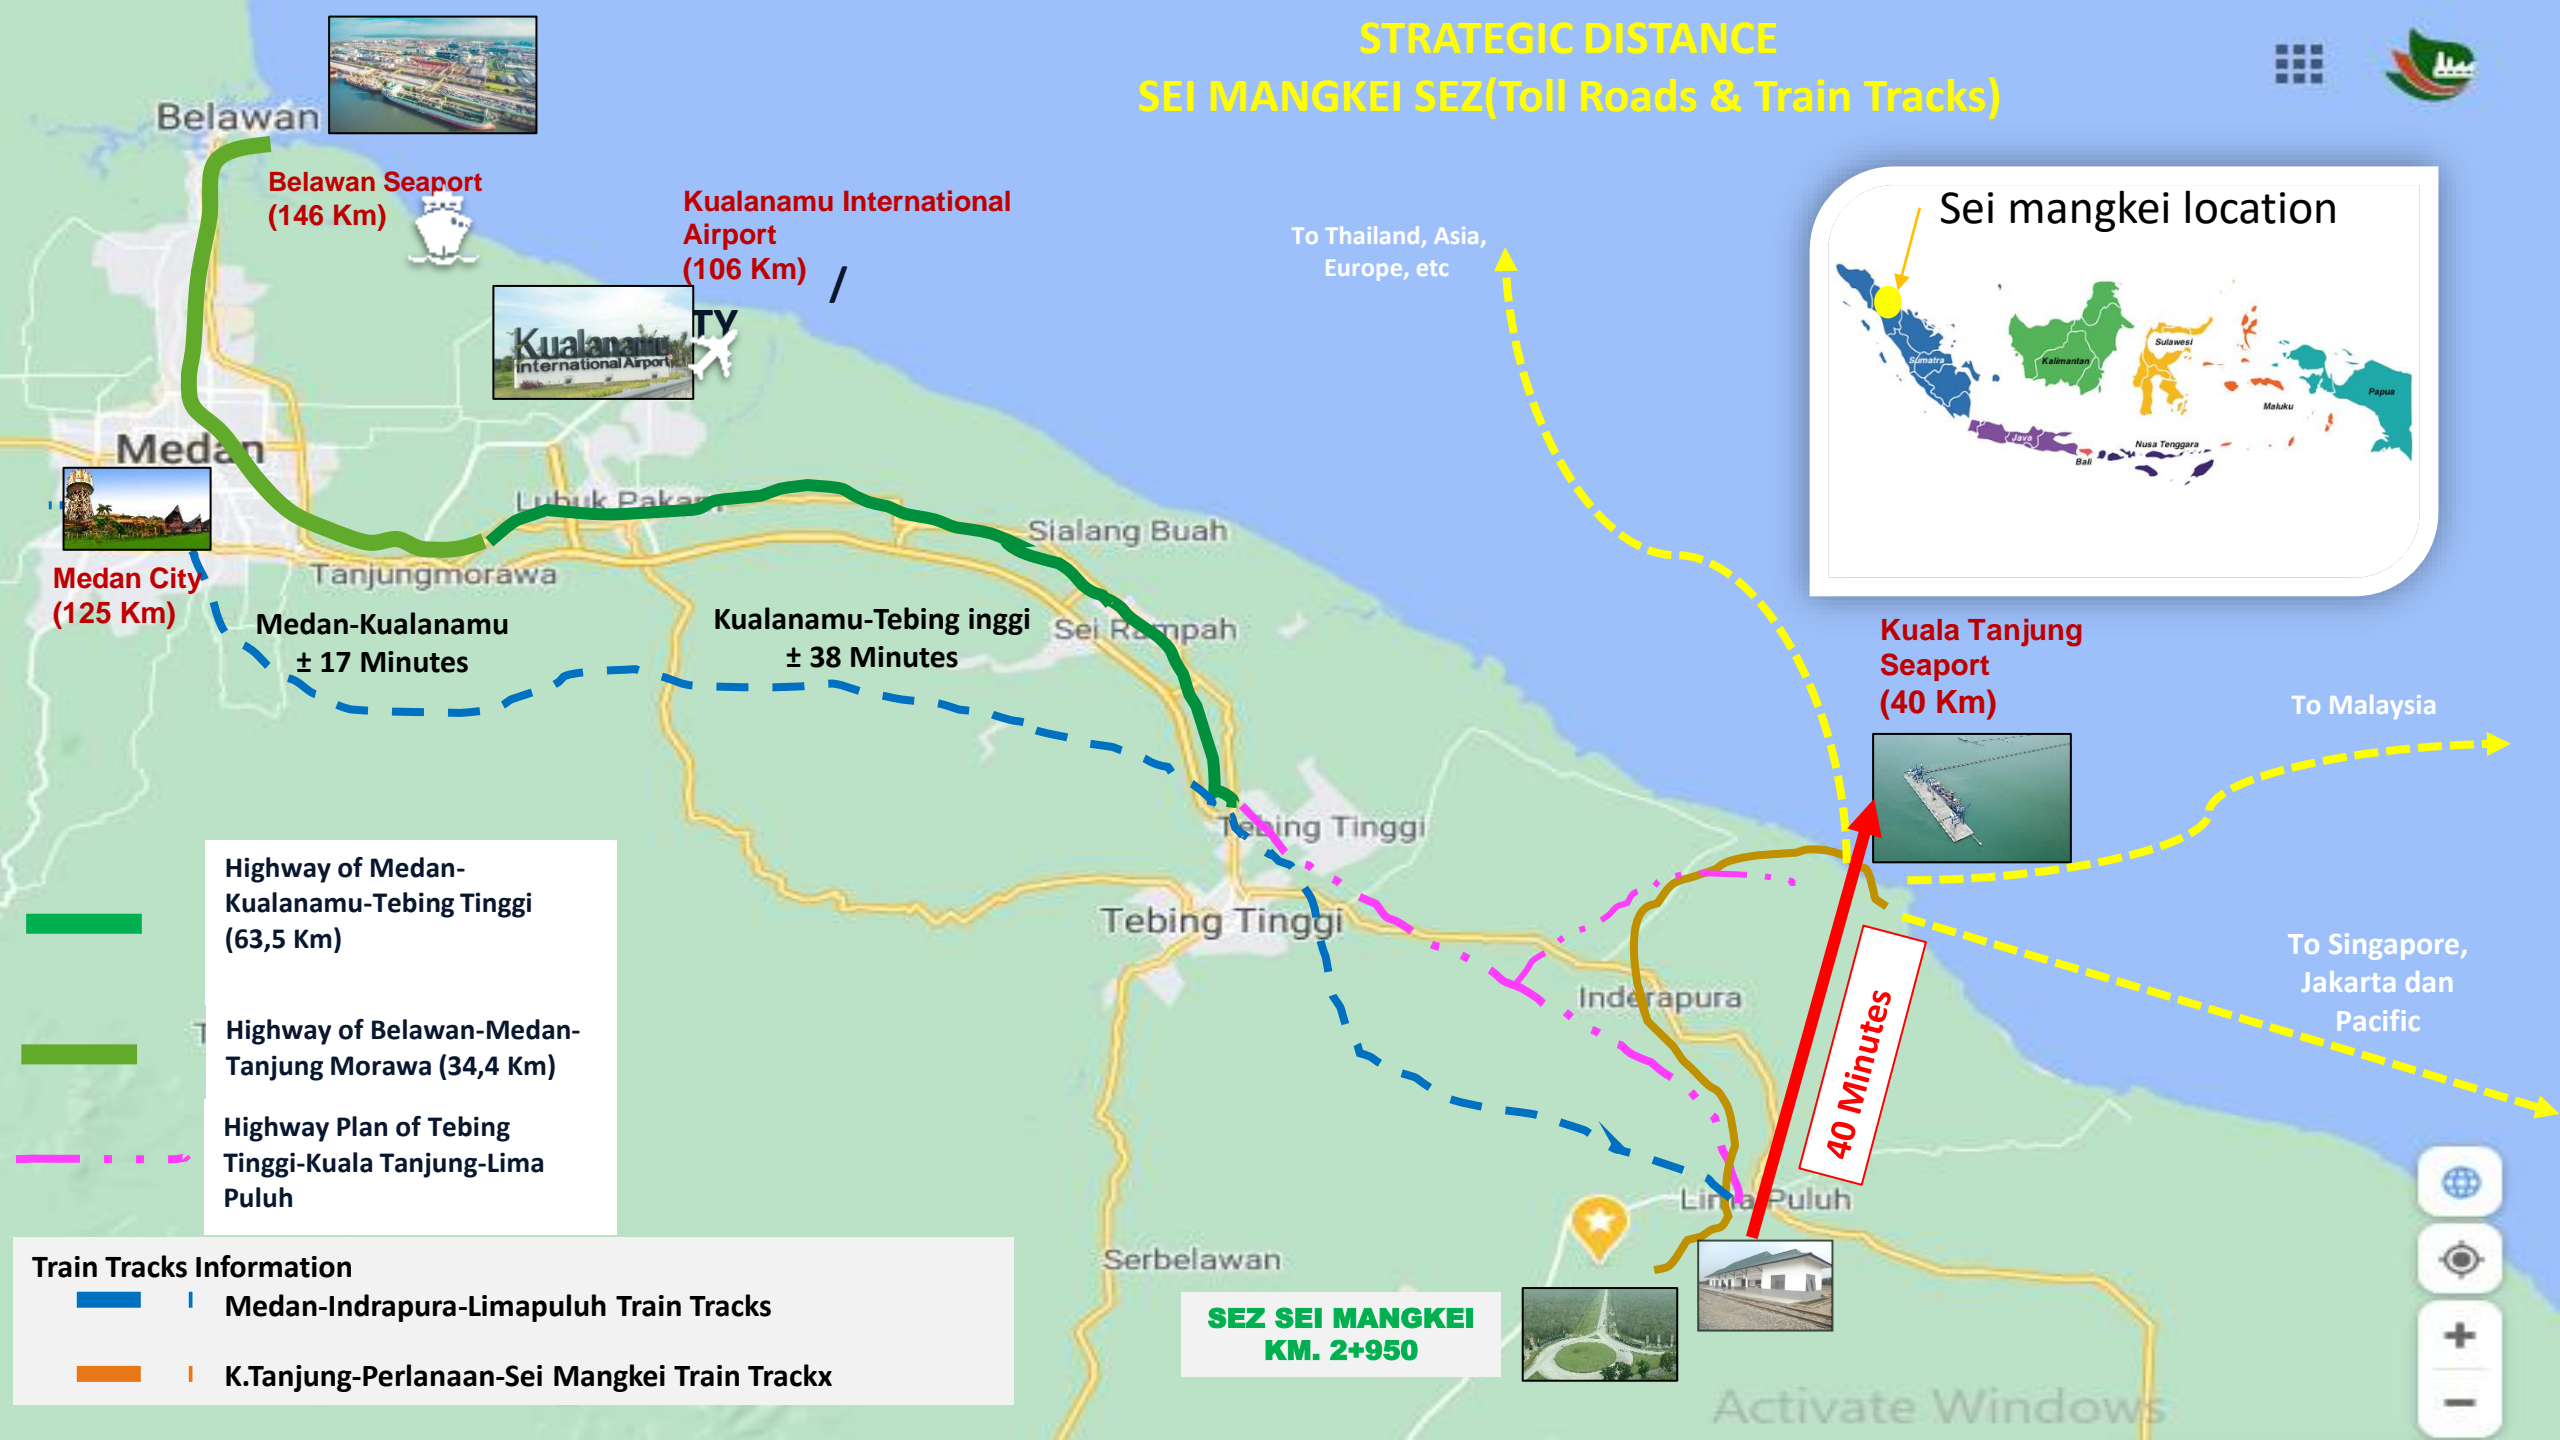 STRATEGIC DISTANCE
SEI MANGKEI SEZ(Toll Roads & Train Tracks)
Belawan
Belawan Seaport
(146 Km)
Kualanamu International
Airport
(106 Km)
/
TY
Kualanamu
International Airport
To Thailand, Asia,
Europe, etc
Sei mangkei location
Sumatra
Kalimantan
Sulawesi
Maluku
Papua
Java
Bali
Nusa Tenggara
Medan
Medan City
(125 Km)
Lubuk Pakam
Tanjungmorawa
Sialang Buah
Sei Rampah
Medan-Kualanamu
± 17 Minutes
Kualanamu-Tebing inggi
± 38 Minutes
Kuala Tanjung
Seaport
(40 Km)
To Malaysia
Tebing Tinggi
Tebing Tinggi
Inderapura
40 Minutes
To Singapore,
Jakarta dan
Pacific
Lima Puluh
Serbelawan
SEZ SEI MANGKEI
KM. 2+950
Highway of Medan-
Kualanamu-Tebing Tinggi
(63,5 Km)
Highway of Belawan-Medan-
Tanjung Morawa (34,4 Km)
Highway Plan of Tebing
Tinggi-Kuala Tanjung-Lima
Puluh
Train Tracks Information
Medan-Indrapura-Limapuluh Train Tracks
K.Tanjung-Perlanaan-Sei Mangkei Train Trackx
Activate Windows